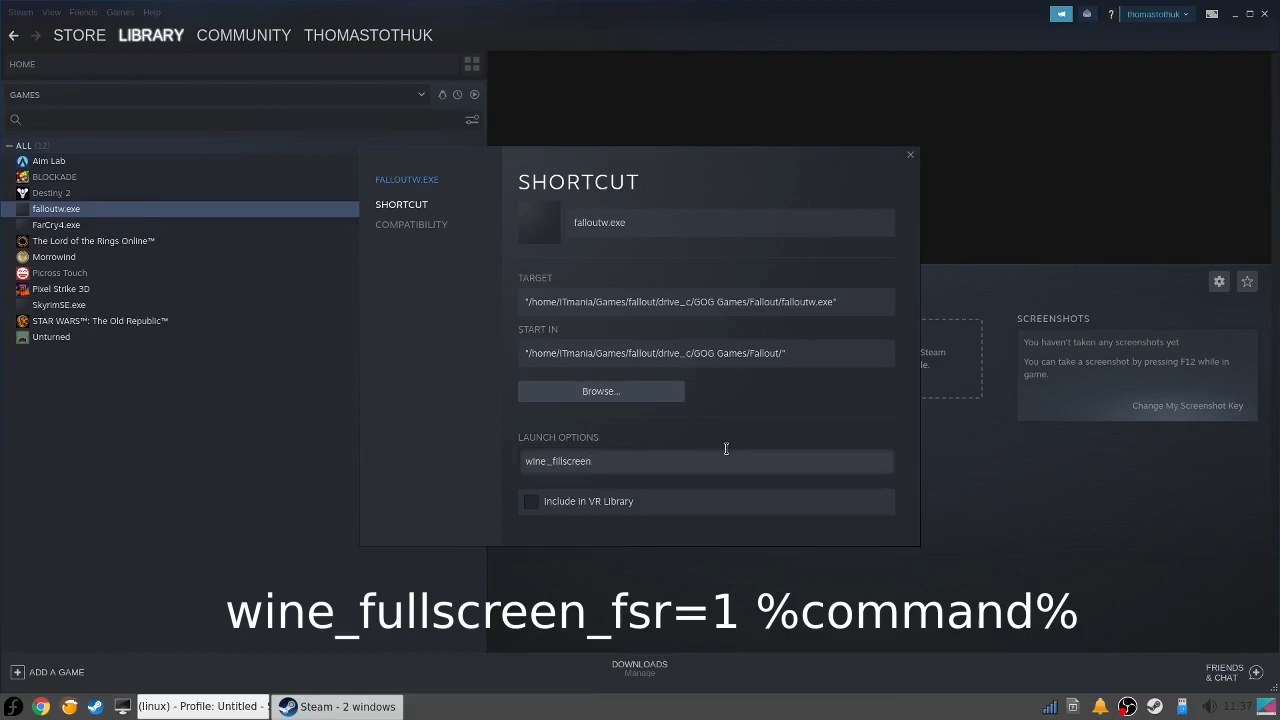 Steam View Friends Games Help
? thomastothuk
STORE LIBRARY COMMUNITY THOMASTOTHUK
HOME
GAMES
ALL (12)
Aim Lab
BLOCKADE
Destiny 2
falloutw.exe
FarCry4.exe
The Lord of the Rings Online™
Morrowind
Picross Touch
Pixel Strike 3D
SkyrimSE.exe
STAR WARS™: The Old Republic™
Unturned
FALLOUTW.EXE
SHORTCUT
COMPATIBILITY
SHORTCUT
falloutw.exe
TARGET
"/home/ITmania/Games/fallout/drive_c/GOG Games/Fallout/falloutw.exe"
START IN
"/home/ITmania/Games/fallout/drive_c/GOG Games/Fallout/"
Browse...
LAUNCH OPTIONS
wine_fillscreen
Include in VR Library
Steam
le.
SCREENSHOTS
You haven't taken any screenshots yet
You can take a screenshot by pressing F12 while in
game.
Change My Screenshot Key
wine_fullscreen_fsr=1 %command%
ADD A GAME
DOWNLOADS
Manage
FRIENDS
& CHAT
(linux) - Profile: Untitled - S
Steam - 2 windows
11:37